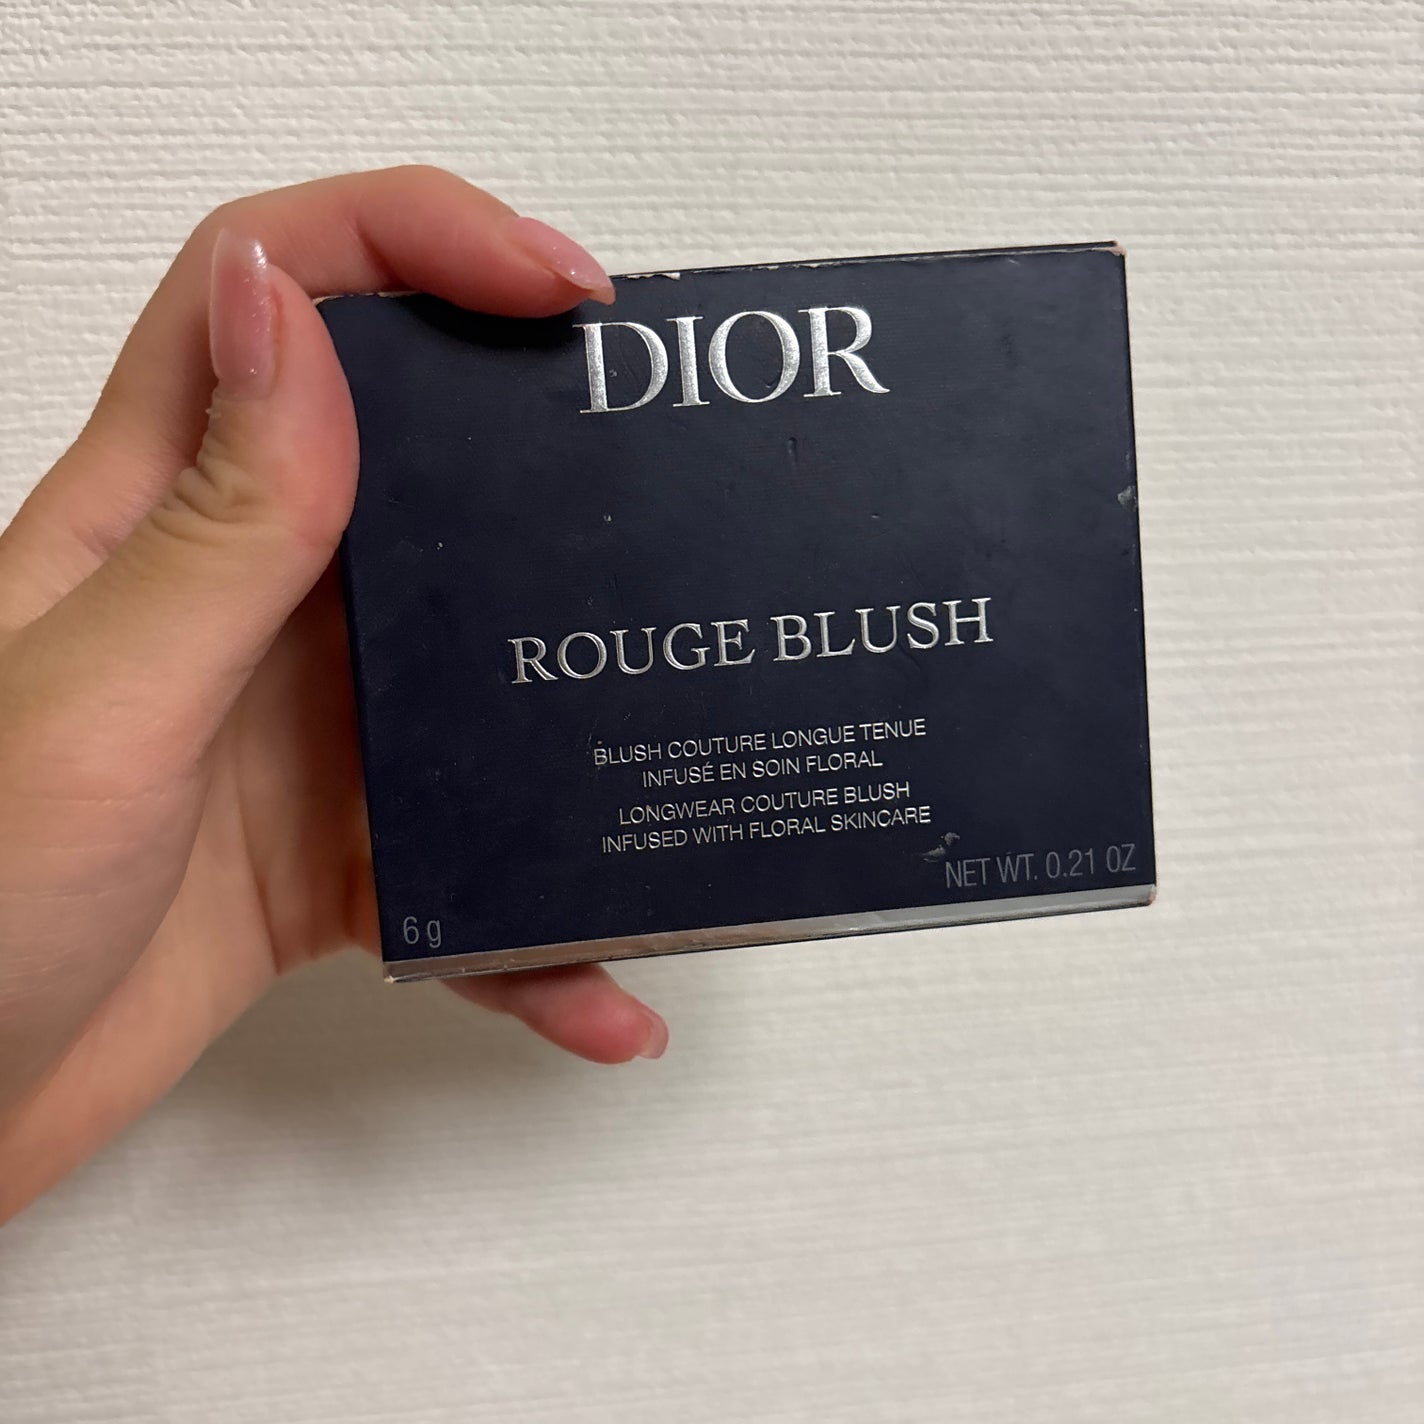 DIOR
ROUGE BLUSH
BLUSH COUTURE LONGUE TENUE
INFUSÉ EN SOIN FLORAL
LONGWEAR COUTURE BLUSH
INFUSED WITH FLORAL SKINCARE
NET WT. 0.21 OZ
6 g